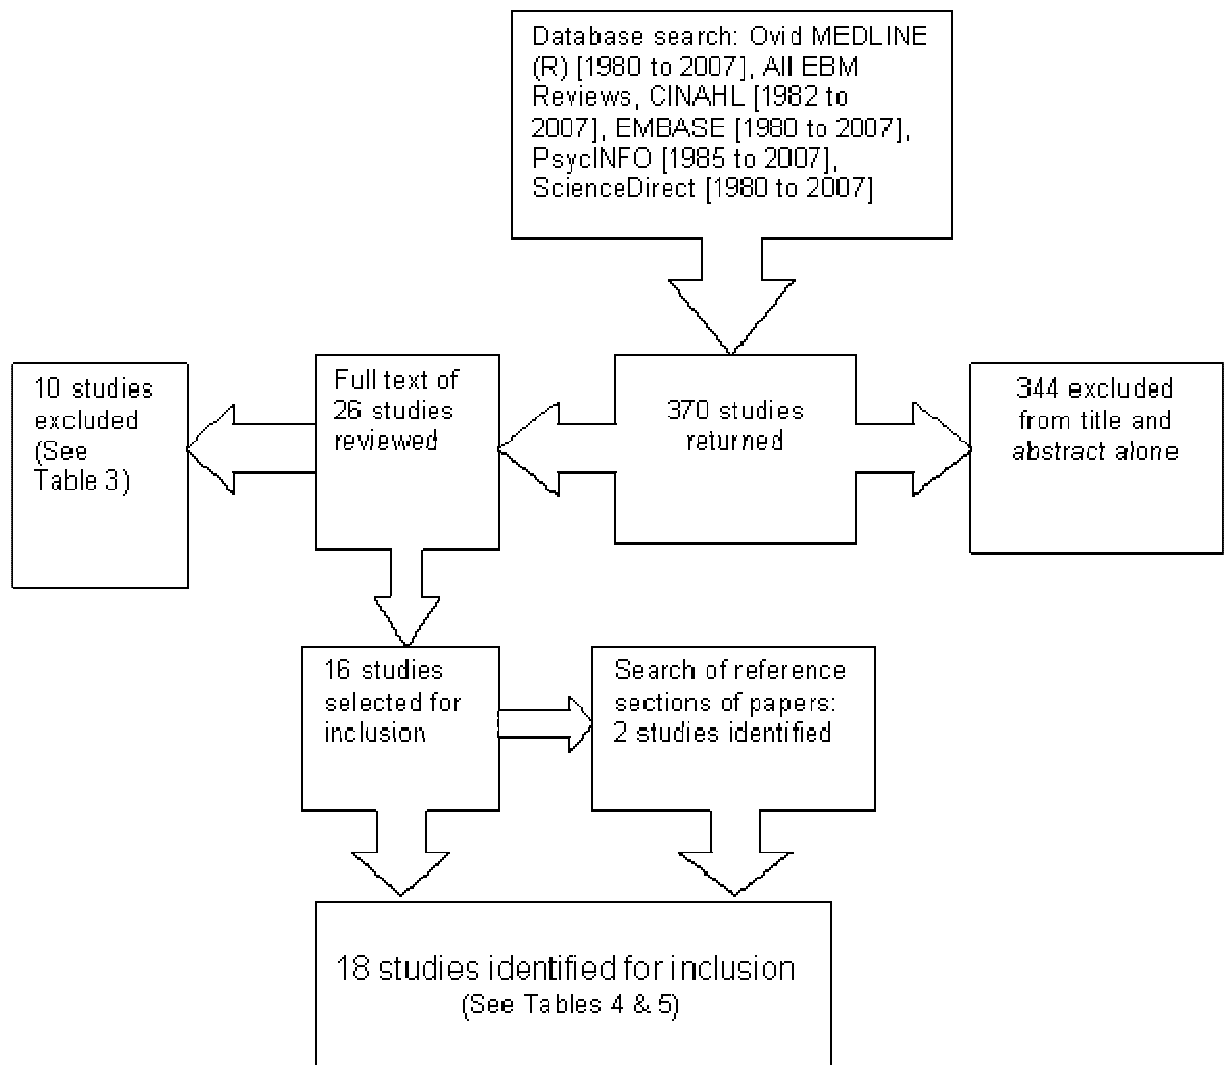 Database search: Ovid MEDLINE
(R) [1980 to 2007], All EBM
Reviews, CINAHL [1982 to
2007], EMBASE [1980 to 2007],
PsycINFO [1985 to 2007],
ScienceDirect [1980 to 2007]
10 studies
excluded
(See
Table 3)
Full text of
26 studies
reviewed
370 studies
returned
344 excluded
from title and
abstract alone
16 studies
selected for
inclusion
Search of reference
sections of papers:
2 studies identified
18 studies identified for inclusion
(See Tables 4 & 5)